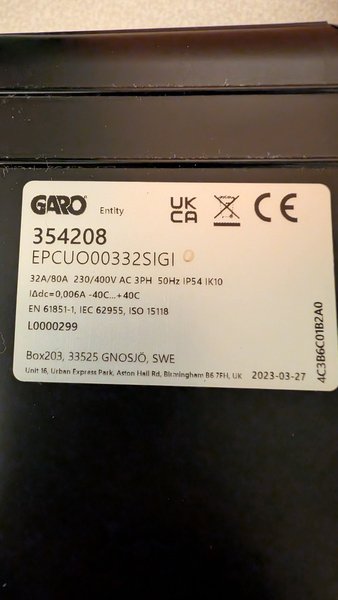 GARO® Entity
UK
CA
CE
354208
EPCUO00332SIGI
32A/80A 230/400V AC 3PH 50Hz IP54 IK10
IΔdc=0,006A -40C...+40C
EN 61851-1, IEC 62955, ISO 15118
L0000299
Box203, 33525 GNOSJÖ, SWE
Unit 16, Urban Express Park, Aston Hall Rd, Birmingham B6 7FH, UK 2023-03-27
4C3B6C01B2A0